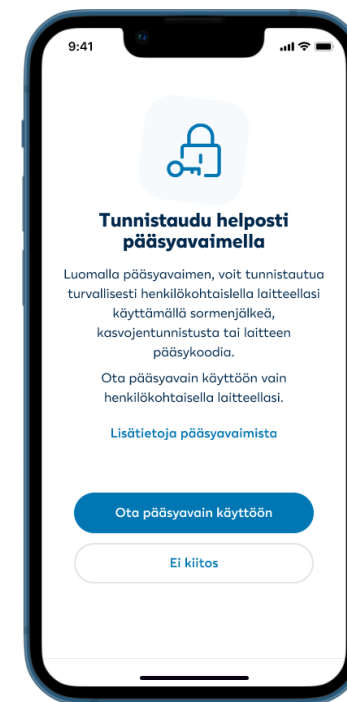 9:41
Tunnistaudu helposti
pääsyavaimella
Luomalla pääsyavaimen, voit tunnistautua
turvallisesti henkilökohtaislella laitteellasi
käyttämällä sormenjälkeä,
kasvojentunnistusta tai laitteen
pääsykoodia.
Ota pääsyavain käyttöön vain
henkilökohtaisella laitteellasi.
Lisätietoja pääsyavaimista
Ota pääsyavain käyttöön
Ei kiitos